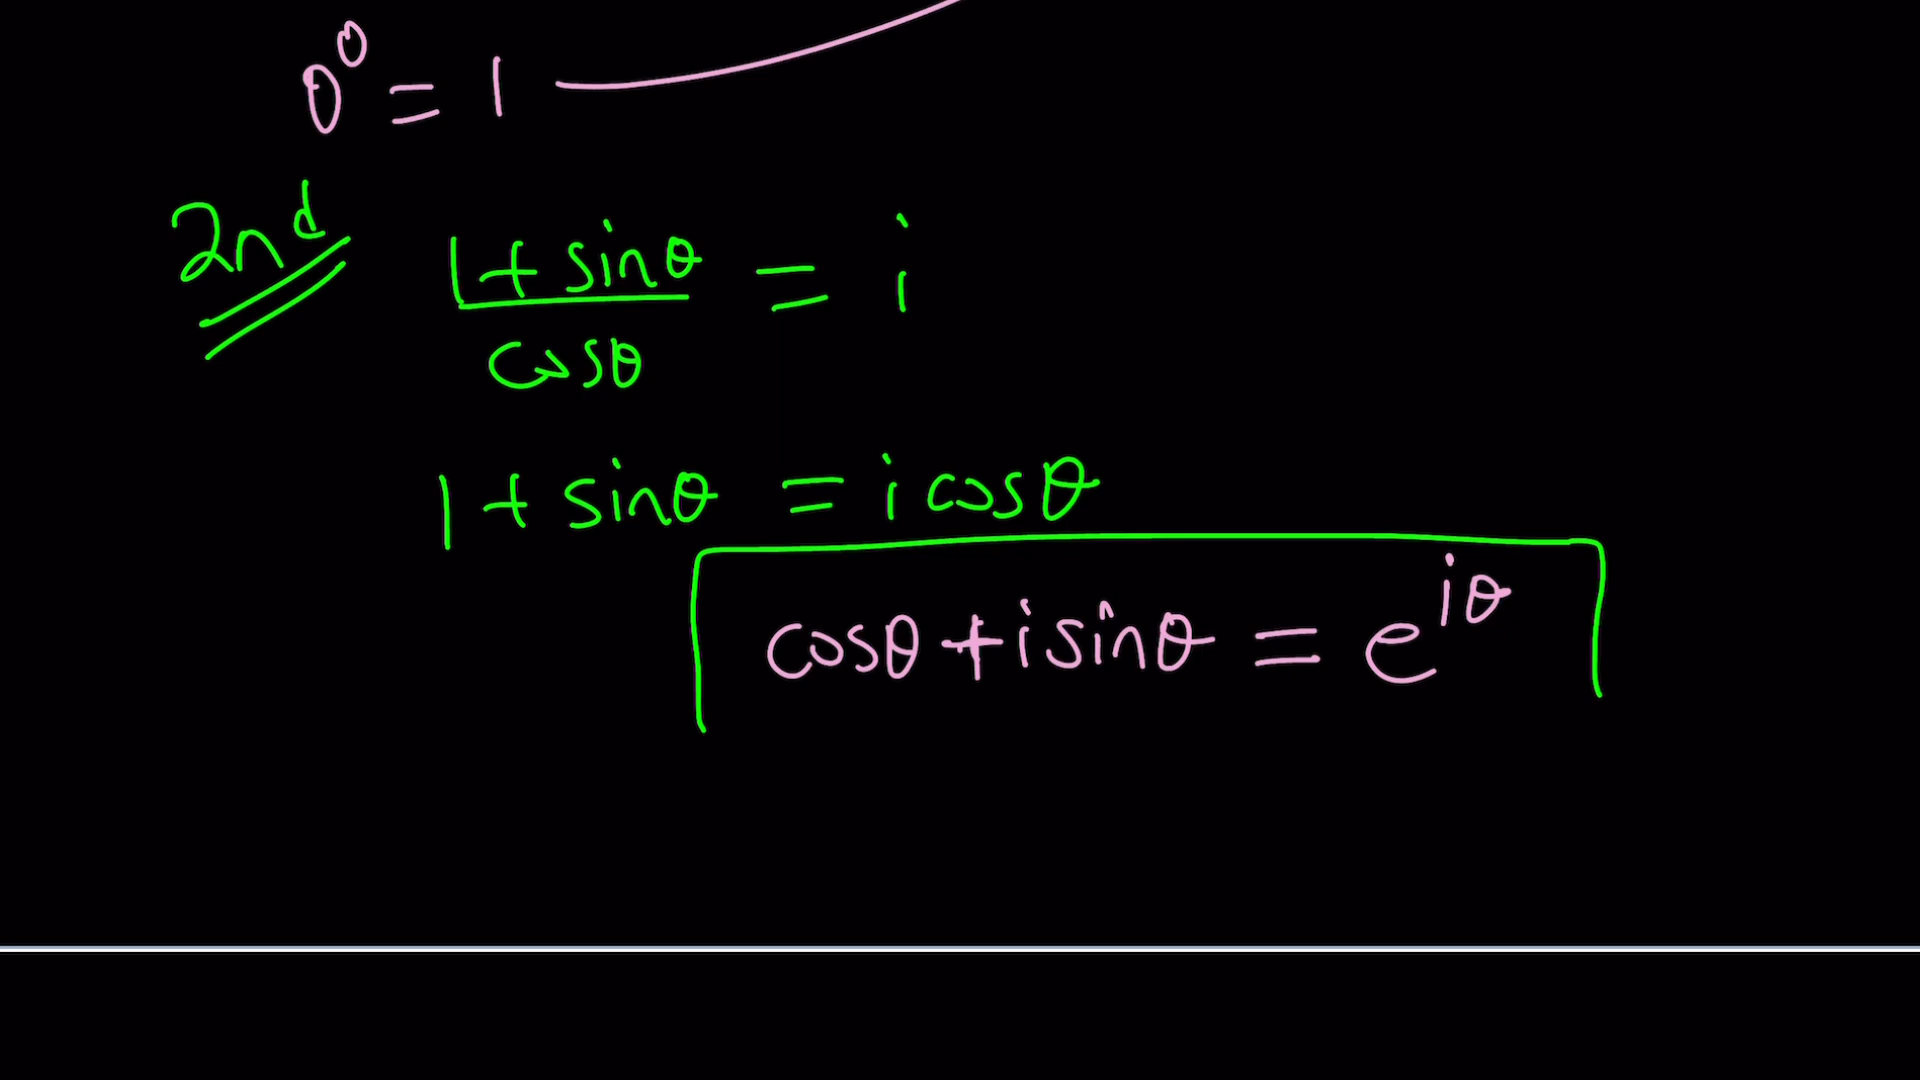 0⁰ = 1
2nd
1 + sinθ / cosθ = i
1 + sinθ = i cosθ
cosθ + i sinθ = e^{iθ}